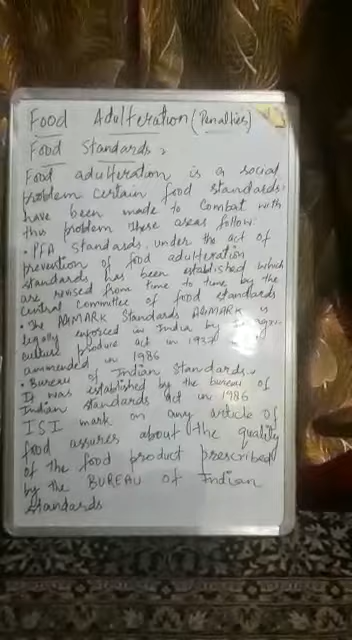 Food Adulteration (Penalties)
Food Standards,
Food adulteration is a social
problem certain food standards
have been made to combat with
this problem these areas follow.
• PFA standards. under the act of
prevention of food adulteration
standards has been established which
are revised from time to time by the
central Committee of food standards
• The AGMARK Standards AGMARK is
legally enforced in India by
culture produce act in 1937
ammended in 1986
• Bureau of Indian Standards.
It was established by the bureau of
Indian standards act in 1986
ISI mark on any article of
food assures about the quality
of the food product prescribed
by the BUREAU of Indian
standards